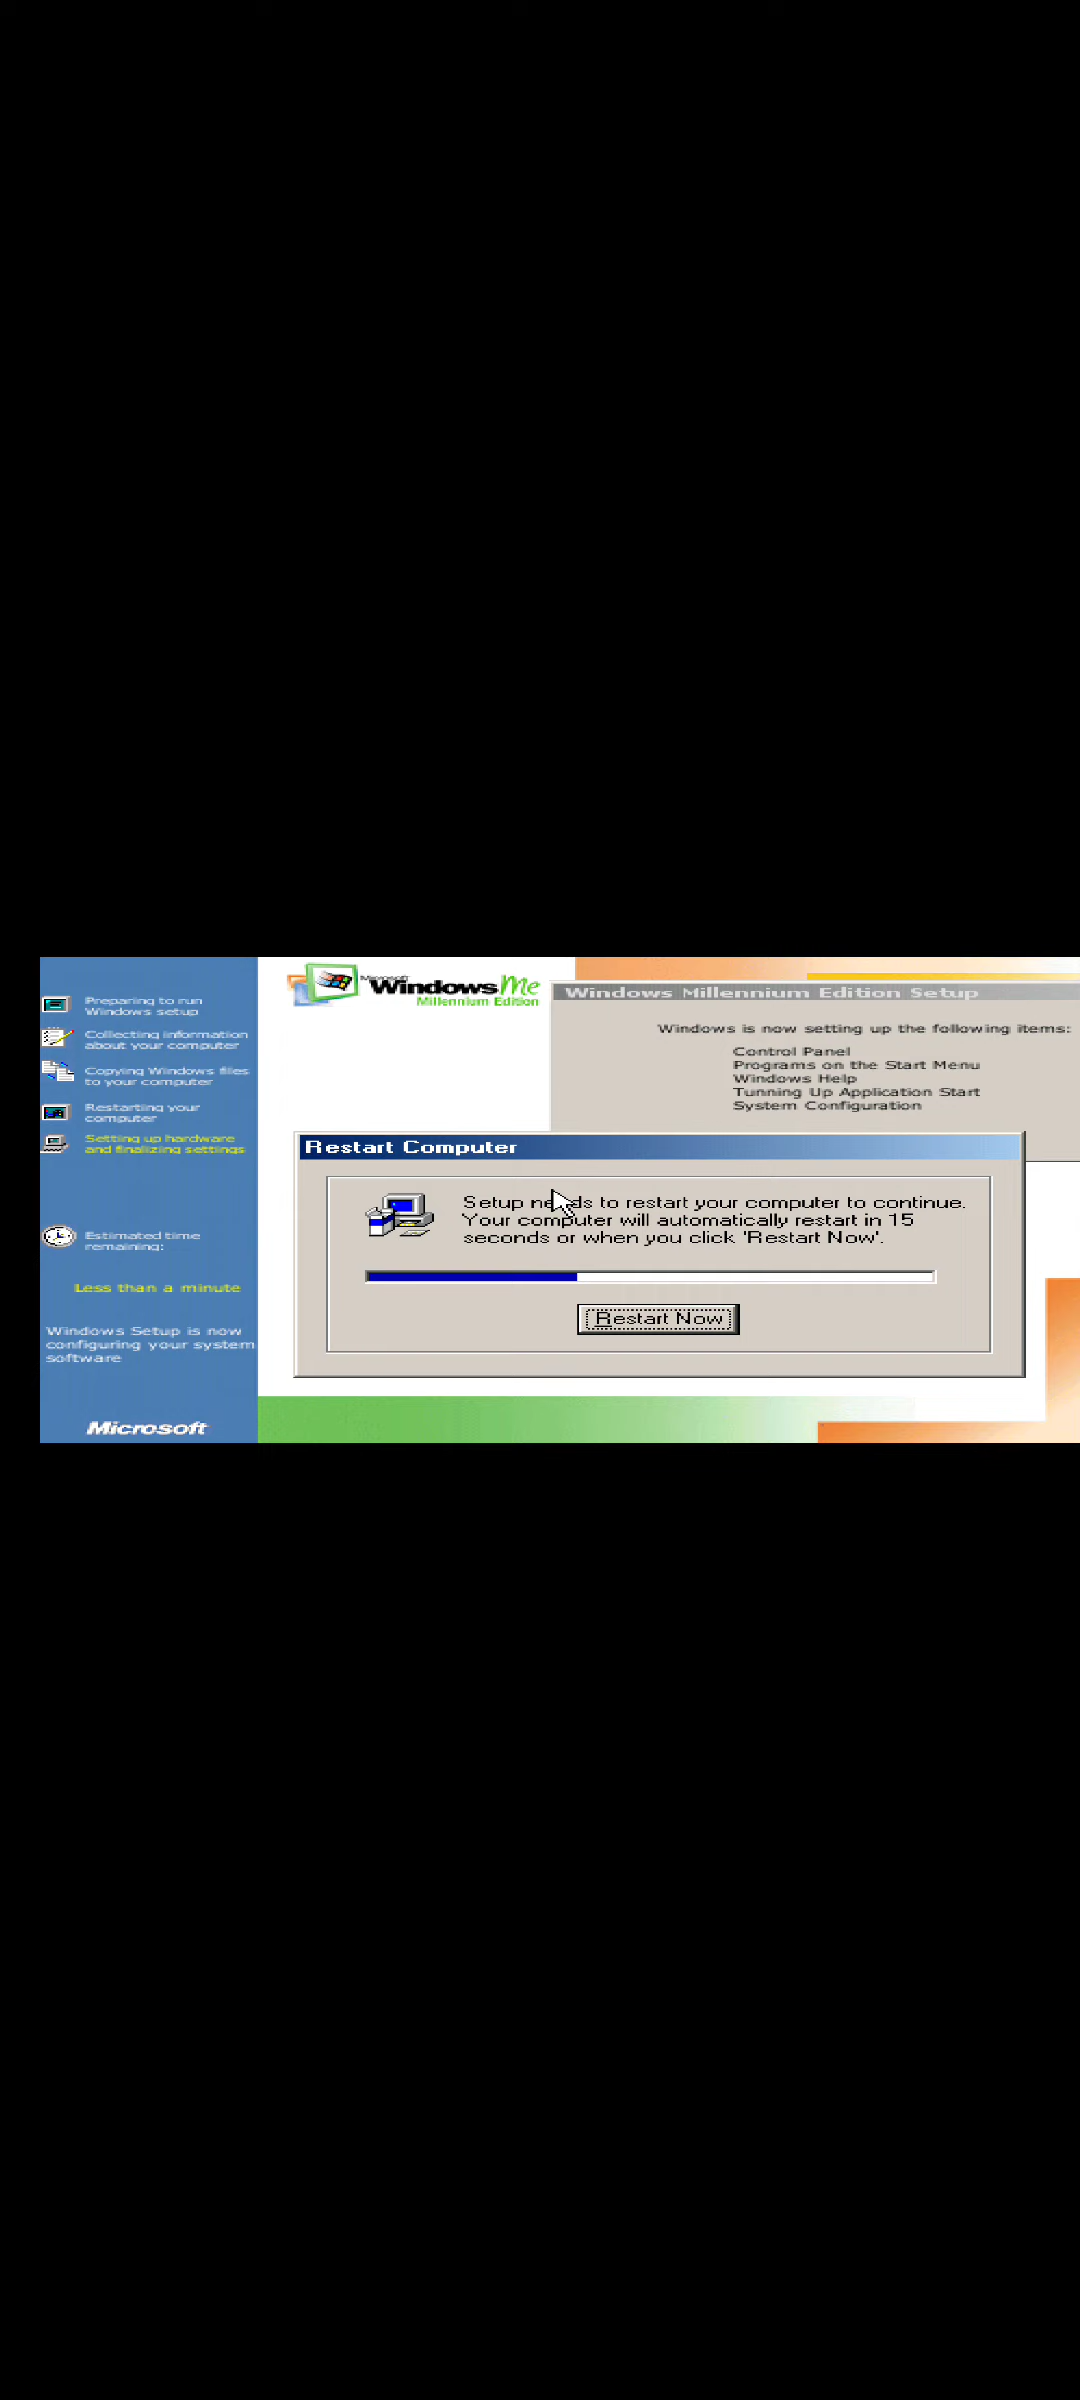 Preparing to run
Windows setup
Collecting information
about your computer
Copying Windows files
to your computer
Restarting your
computer
Setting up hardware
and finalizing settings
Estimated time
remaining:
Less than a minute
Windows Setup is now
configuring your system
software
Microsoft
Microsoft
Windows Me
Millennium Edition
Windows Millennium Edition Setup
Windows is now setting up the following items:
Control Panel
Programs on the Start Menu
Windows Help
Tunning Up Application Start
System Configuration
Restart Computer
Setup needs to restart your computer to continue.
Your computer will automatically restart in 15
seconds or when you click 'Restart Now'.
Restart Now